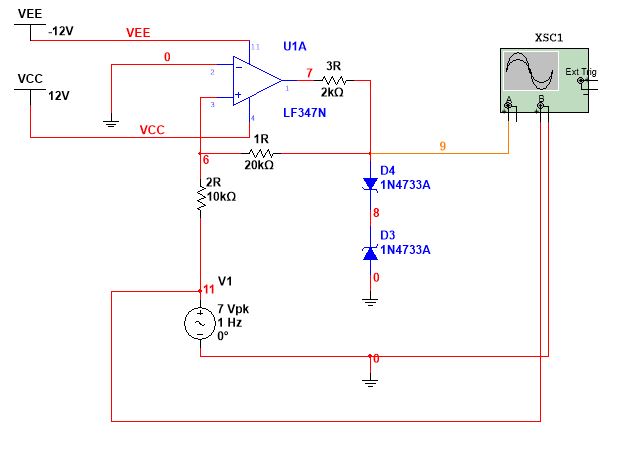 VEE
-12V
VEE
11
U1A
XSC1
0
2
3R
7
1
2kΩ
Ext Trig
+
VCC
12V
3
A
B
LF347N
4
VCC
1R
9
6
20kΩ
2R
10kΩ
D4
1N4733A
8
D3
1N4733A
0
V1
11
7 Vpk
1 Hz
0°
0